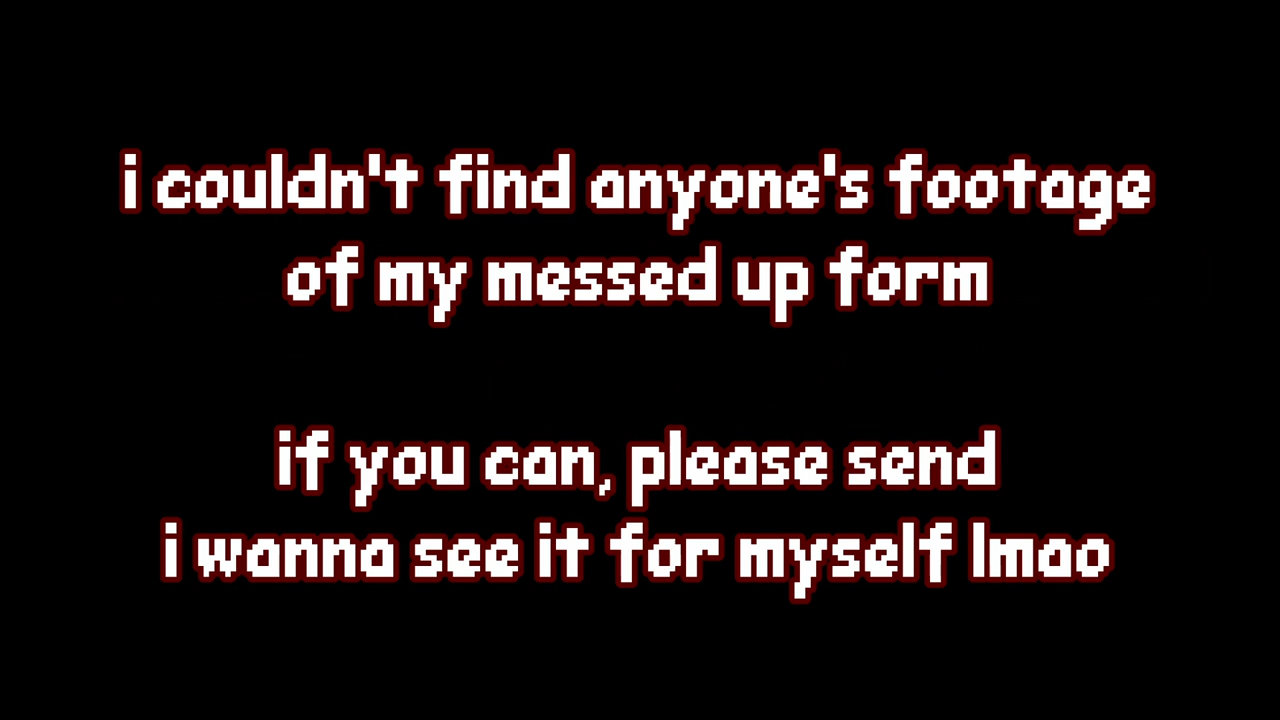 i couldn't find anyone's footage
of my messed up form
if you can, please send
i wanna see it for myself lmao